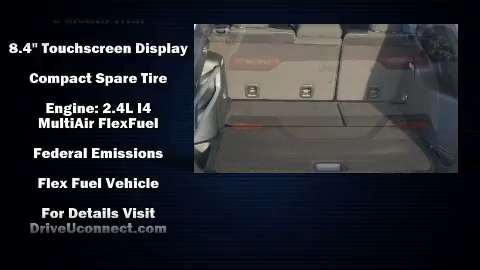 8.4" Touchscreen Display
Compact Spare Tire
Engine: 2.4L I4
MultiAir FlexFuel
Federal Emissions
Flex Fuel Vehicle
For Details Visit
DriveUconnect.com